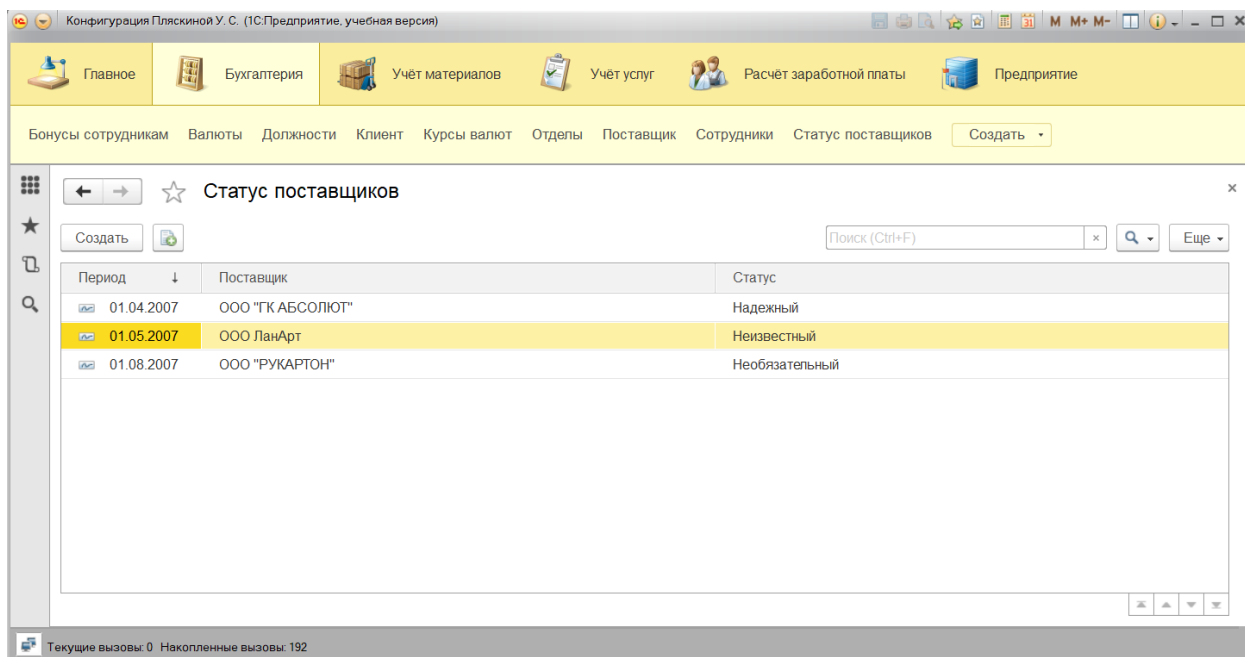 1С Конфигурация Пляскиной У. С. (1С:Предприятие, учебная версия) 31 M M+ M-
Главное Бухгалтерия Учёт материалов Учёт услуг Расчёт заработной платы Предприятие
Бонусы сотрудникам Валюты Должности Клиент Курсы валют Отделы Поставщик Сотрудники Статус поставщиков Создать
Статус поставщиков
Создать Поиск (Ctrl+F) Еще
Период Поставщик Статус
01.04.2007 ООО "ГК АБСОЛЮТ" Надежный
01.05.2007 ООО ЛанАрт Неизвестный
01.08.2007 ООО "РУКАРТОН" Необязательный
Текущие вызовы: 0 Накопленные вызовы: 192